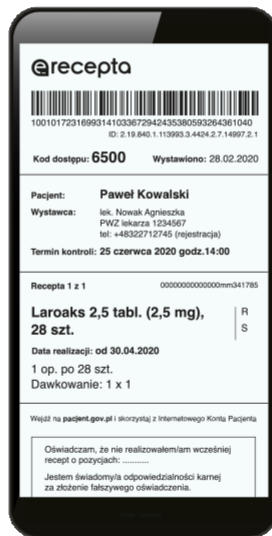 erecepta
10010172316993141033672942435380593264361040
ID: 2.19.840.1.113993.3.4424.2.7.14997.2.1
Kod dostępu: 6500 Wystawiono: 28.02.2020
Pacjent: Paweł Kowalski
Wystawca: lek. Nowak Agnieszka
PWZ lekarza 1234567
tel: +48322712745 (rejestracja)
Termin kontroli: 25 czerwca 2020 godz.14:00
Recepta 1 z 1 00000000000000mm341785
Laroaks 2,5 tabl. (2,5 mg), R
28 szt. S
Data realizacji: od 30.04.2020
1 op. po 28 szt.
Dawkowanie: 1 x 1
Wejdź na pacjent.gov.pl i skorzystaj z Internetowego Konta Pacjenta
Oświadczam, że nie realizowałem/am wcześniej
recept o pozycjach: ............
Jestem świadomy/a odpowiedzialności karnej
za złożenie fałszywego oświadczenia.